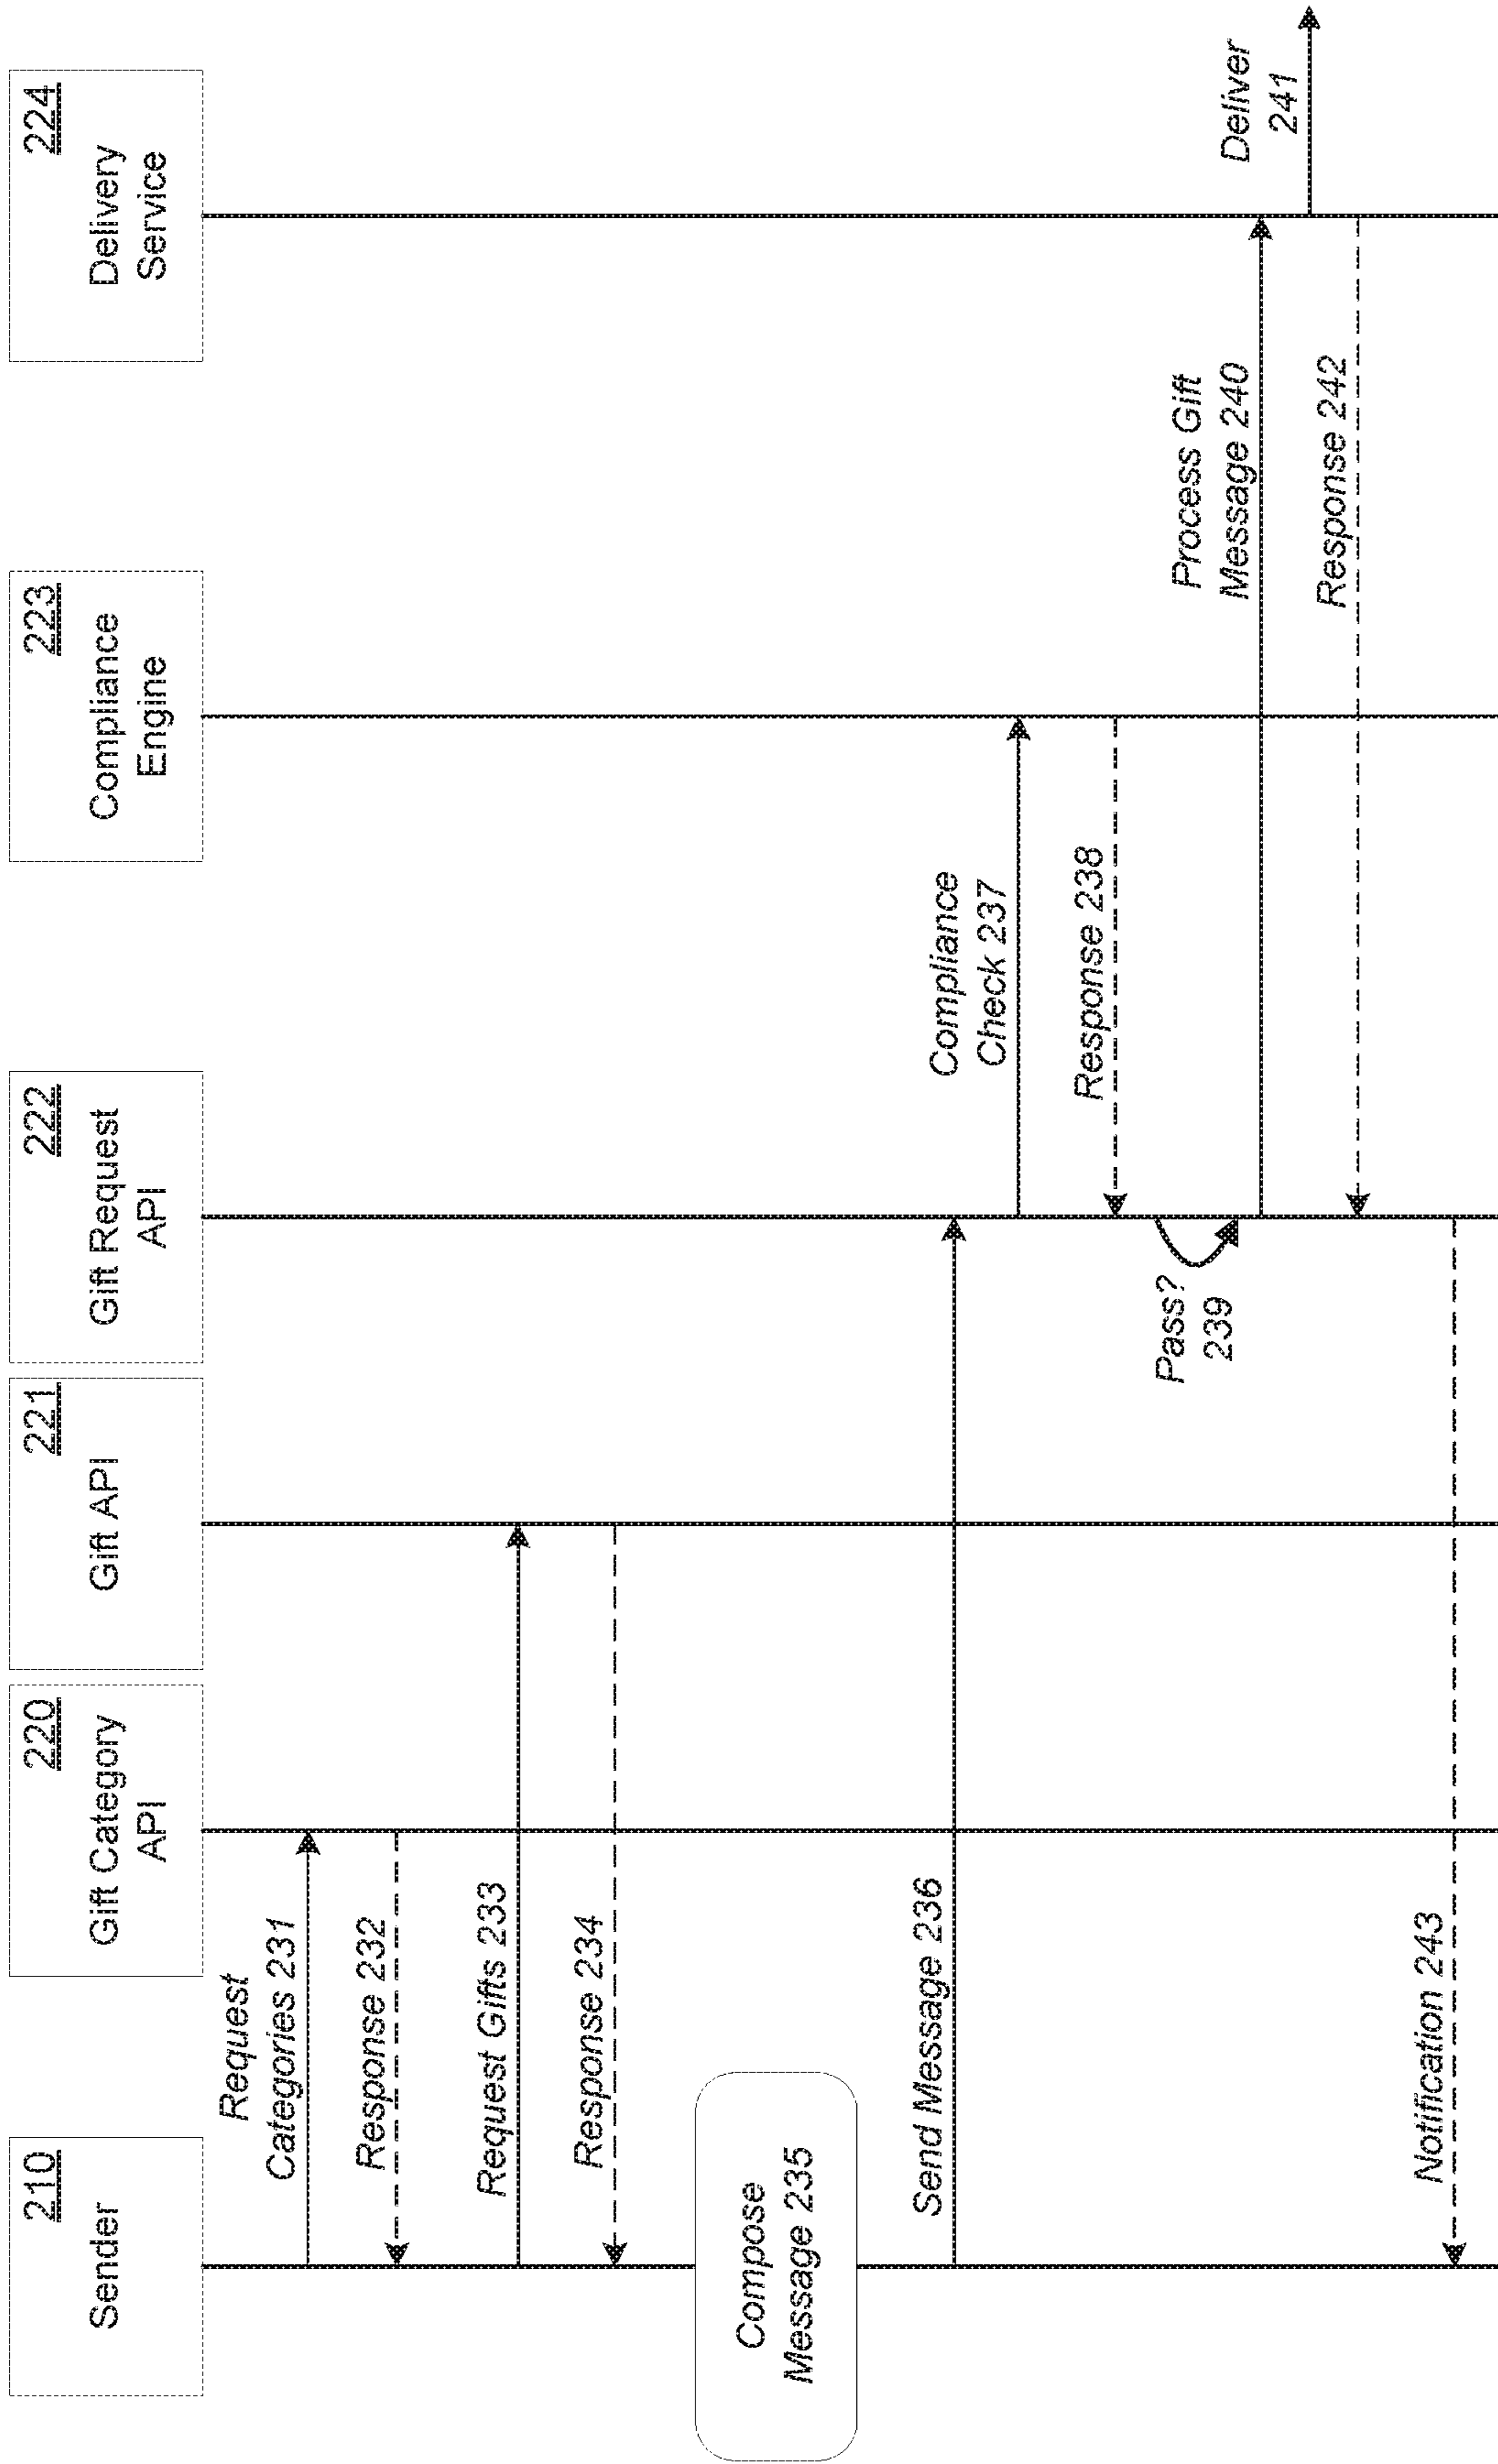 210
Sender
220
Gift Category
API
221
Gift API
222
Gift Request
API
223
Compliance
Engine
224
Delivery
Service
Request
Categories 231
Response 232
Request Gifts 233
Response 234
Compose
Message 235
Send Message 236
Compliance
Check 237
Response 238
Pass?
239
Process Gift
Message 240
Deliver
241
Response 242
Notification 243